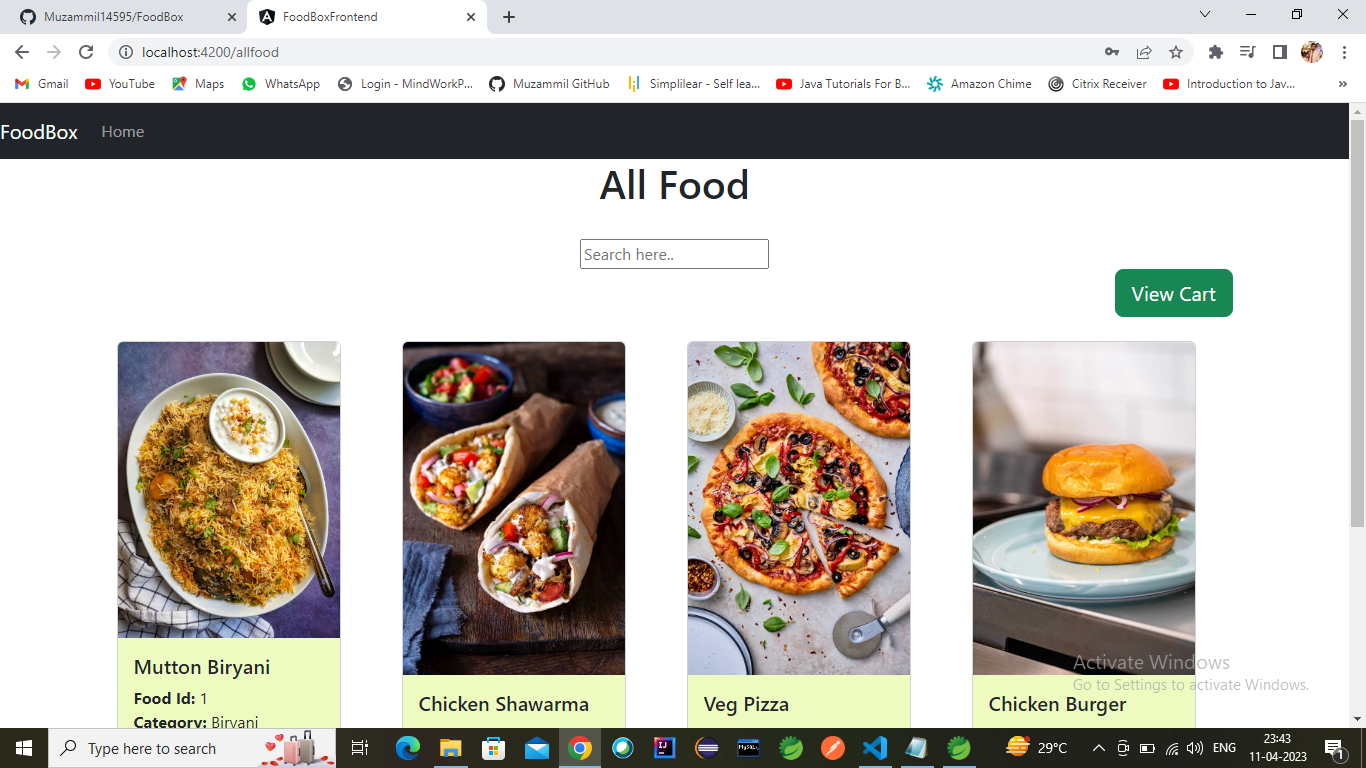 Muzammil14595/FoodBox
FoodBoxFrontend
localhost:4200/allfood
Gmail
YouTube
Maps
WhatsApp
Login - MindWorkP...
Muzammil GitHub
Simplilear - Self lea...
Java Tutorials For B...
Amazon Chime
Citrix Receiver
Introduction to Jav...
»
FoodBox
Home
All Food
Search here..
View Cart
Mutton Biryani
Food Id: 1
Category: Biryani
Chicken Shawarma
Veg Pizza
Chicken Burger
Activate Windows
Go to Settings to activate Windows.
Type here to search
29°C
ENG
23:43
11-04-2023
1